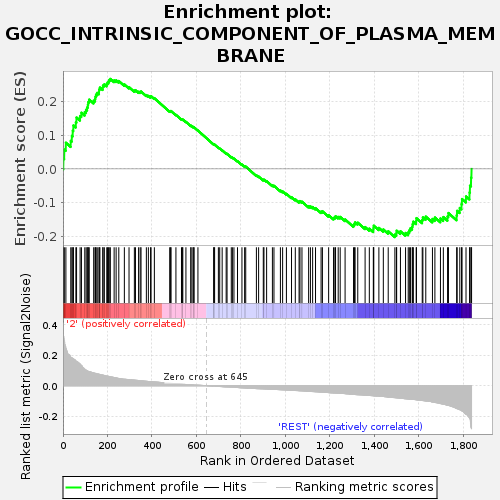 Enrichment plot:
GOCC_INTRINSIC_COMPONENT_OF_PLASMA_MEM
BRANE
Enrichment score (ES)
0.2
0.1
0.0
-0.1
-0.2
'2' (positively correlated)
Ranked list metric (Signal2Noise)
0.4
0.2
0.0
-0.2
Zero cross at 645
'REST' (negatively correlated)
0
200
400
600
800
1,000
1,200
1,400
1,600
1,800
Rank in Ordered Dataset
Enrichment profile
Hits
Ranking metric scores